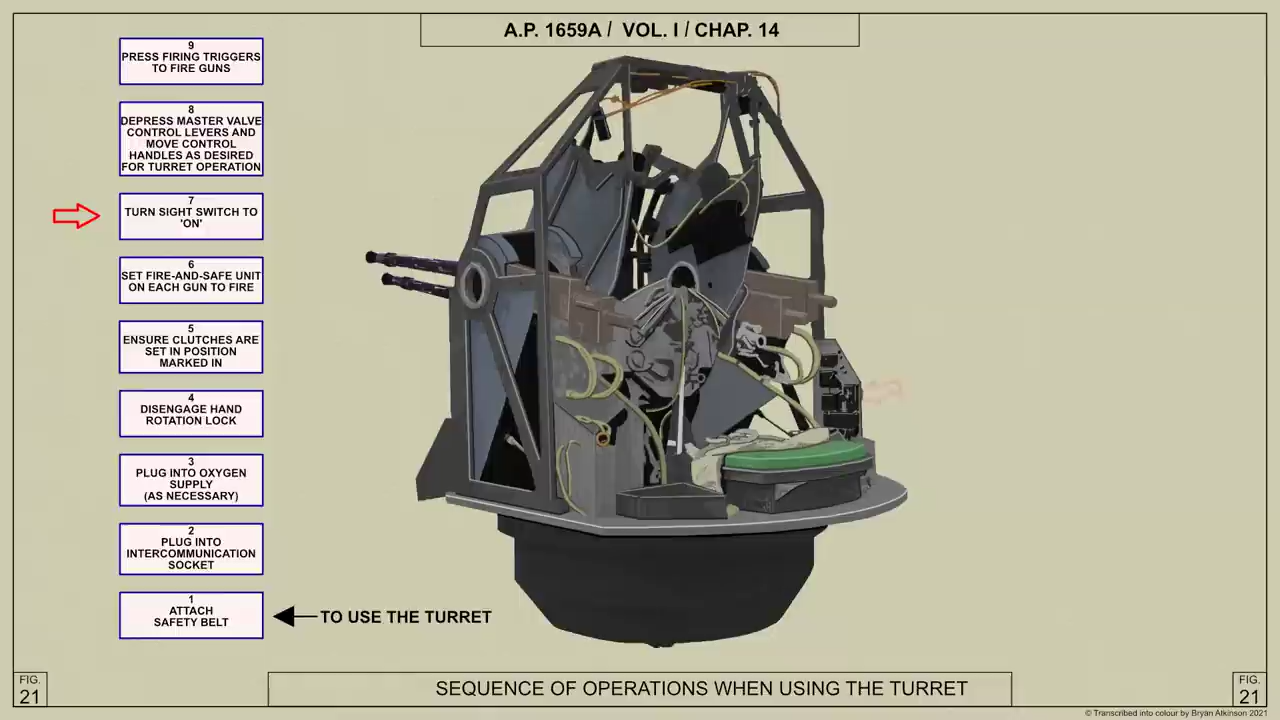 A.P. 1659A / VOL. I / CHAP. 14
9
PRESS FIRING TRIGGERS
TO FIRE GUNS
8
DEPRESS MASTER VALVE
CONTROL LEVERS AND
MOVE CONTROL
HANDLES AS DESIRED
FOR TURRET OPERATION
7
TURN SIGHT SWITCH TO
'ON'
6
SET FIRE-AND-SAFE UNIT
ON EACH GUN TO FIRE
5
ENSURE CLUTCHES ARE
SET IN POSITION
MARKED IN
4
DISENGAGE HAND
ROTATION LOCK
3
PLUG INTO OXYGEN
SUPPLY
(AS NECESSARY)
2
PLUG INTO
INTERCOMMUNICATION
SOCKET
1
ATTACH
SAFETY BELT
TO USE THE TURRET
FIG.
21
SEQUENCE OF OPERATIONS WHEN USING THE TURRET
FIG.
21
© Transcribed into colour by Bryan Atkinson 2021